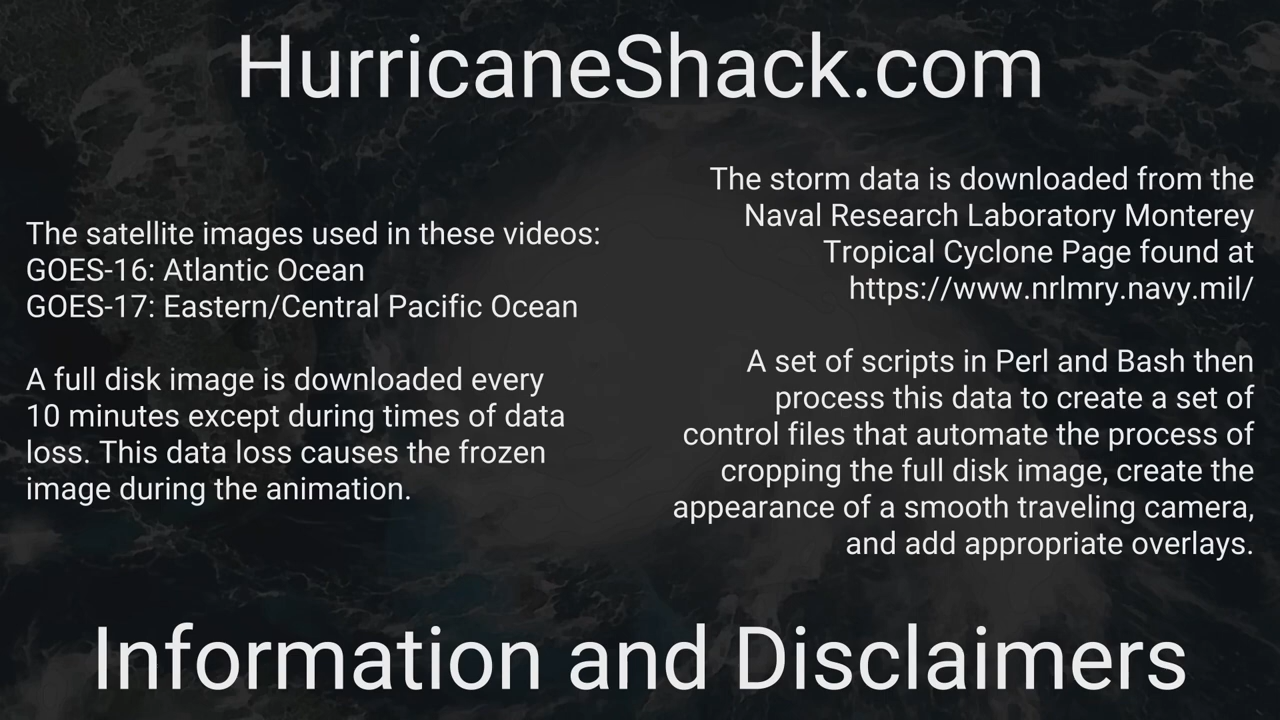 HurricaneShack.com
The satellite images used in these videos:
GOES-16: Atlantic Ocean
GOES-17: Eastern/Central Pacific Ocean
A full disk image is downloaded every
10 minutes except during times of data
loss. This data loss causes the frozen
image during the animation.
The storm data is downloaded from the
Naval Research Laboratory Monterey
Tropical Cyclone Page found at
https://www.nrlmry.navy.mil/
A set of scripts in Perl and Bash then
process this data to create a set of
control files that automate the process of
cropping the full disk image, create the
appearance of a smooth traveling camera,
and add appropriate overlays.
Information and Disclaimers